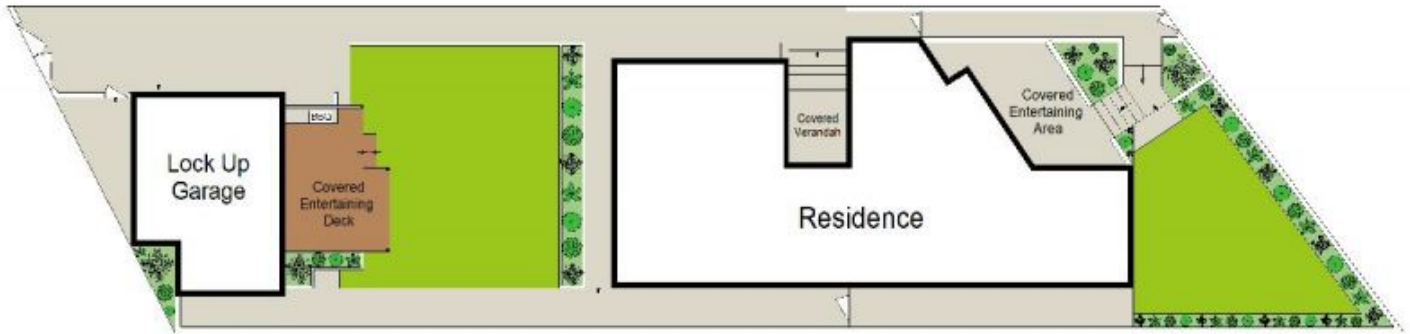 Lock Up
Garage
BBQ
Covered
Entertaining
Deck
Covered
Verandah
Covered
Entertaining
Area
Residence